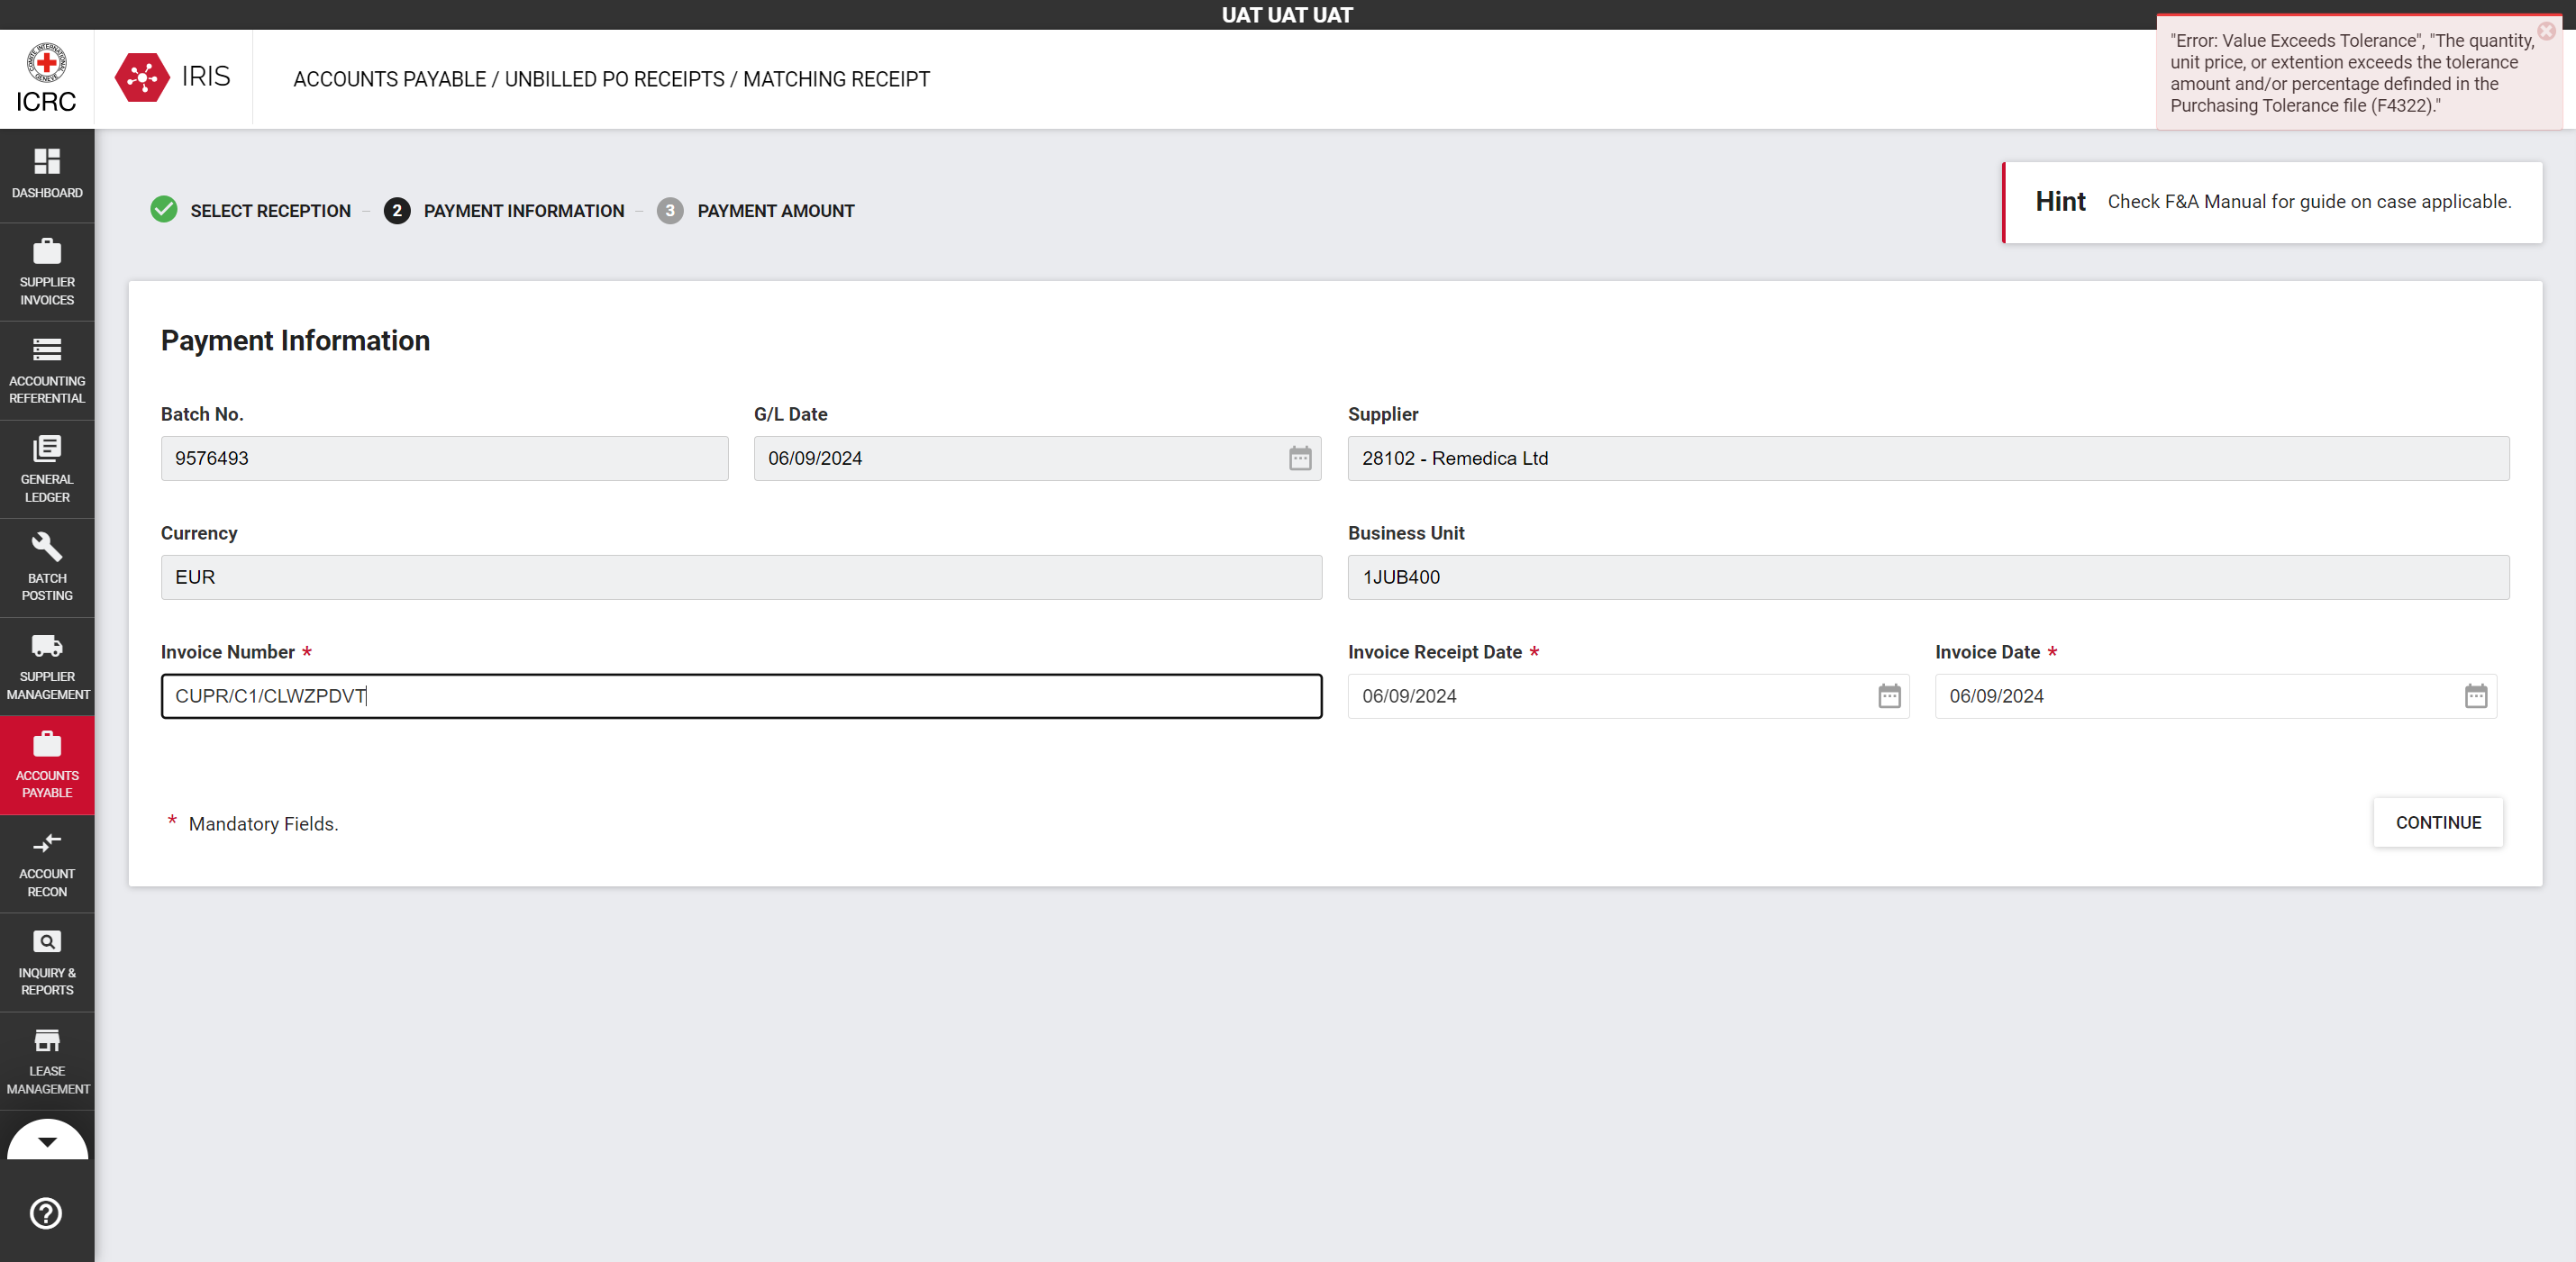 UAT UAT UAT
ICRC
IRIS
ACCOUNTS PAYABLE / UNBILLED PO RECEIPTS / MATCHING RECEIPT
"Error: Value Exceeds Tolerance", "The quantity,
unit price, or extention exceeds the tolerance
amount and/or percentage definded in the
Purchasing Tolerance file (F4322)."
DASHBOARD
SUPPLIER
INVOICES
ACCOUNTING
REFERENTIAL
GENERAL
LEDGER
BATCH
POSTING
SUPPLIER
MANAGEMENT
ACCOUNTS
PAYABLE
ACCOUNT
RECON
INQUIRY &
REPORTS
LEASE
MANAGEMENT
SELECT RECEPTION – 2 PAYMENT INFORMATION – 3 PAYMENT AMOUNT
Hint Check F&A Manual for guide on case applicable.
Payment Information
Batch No. G/L Date Supplier
9576493 06/09/2024 28102 - Remedica Ltd
Currency Business Unit
EUR 1JUB400
Invoice Number * Invoice Receipt Date * Invoice Date *
CUPR/C1/CLWZPDVT 06/09/2024 06/09/2024
* Mandatory Fields.
CONTINUE